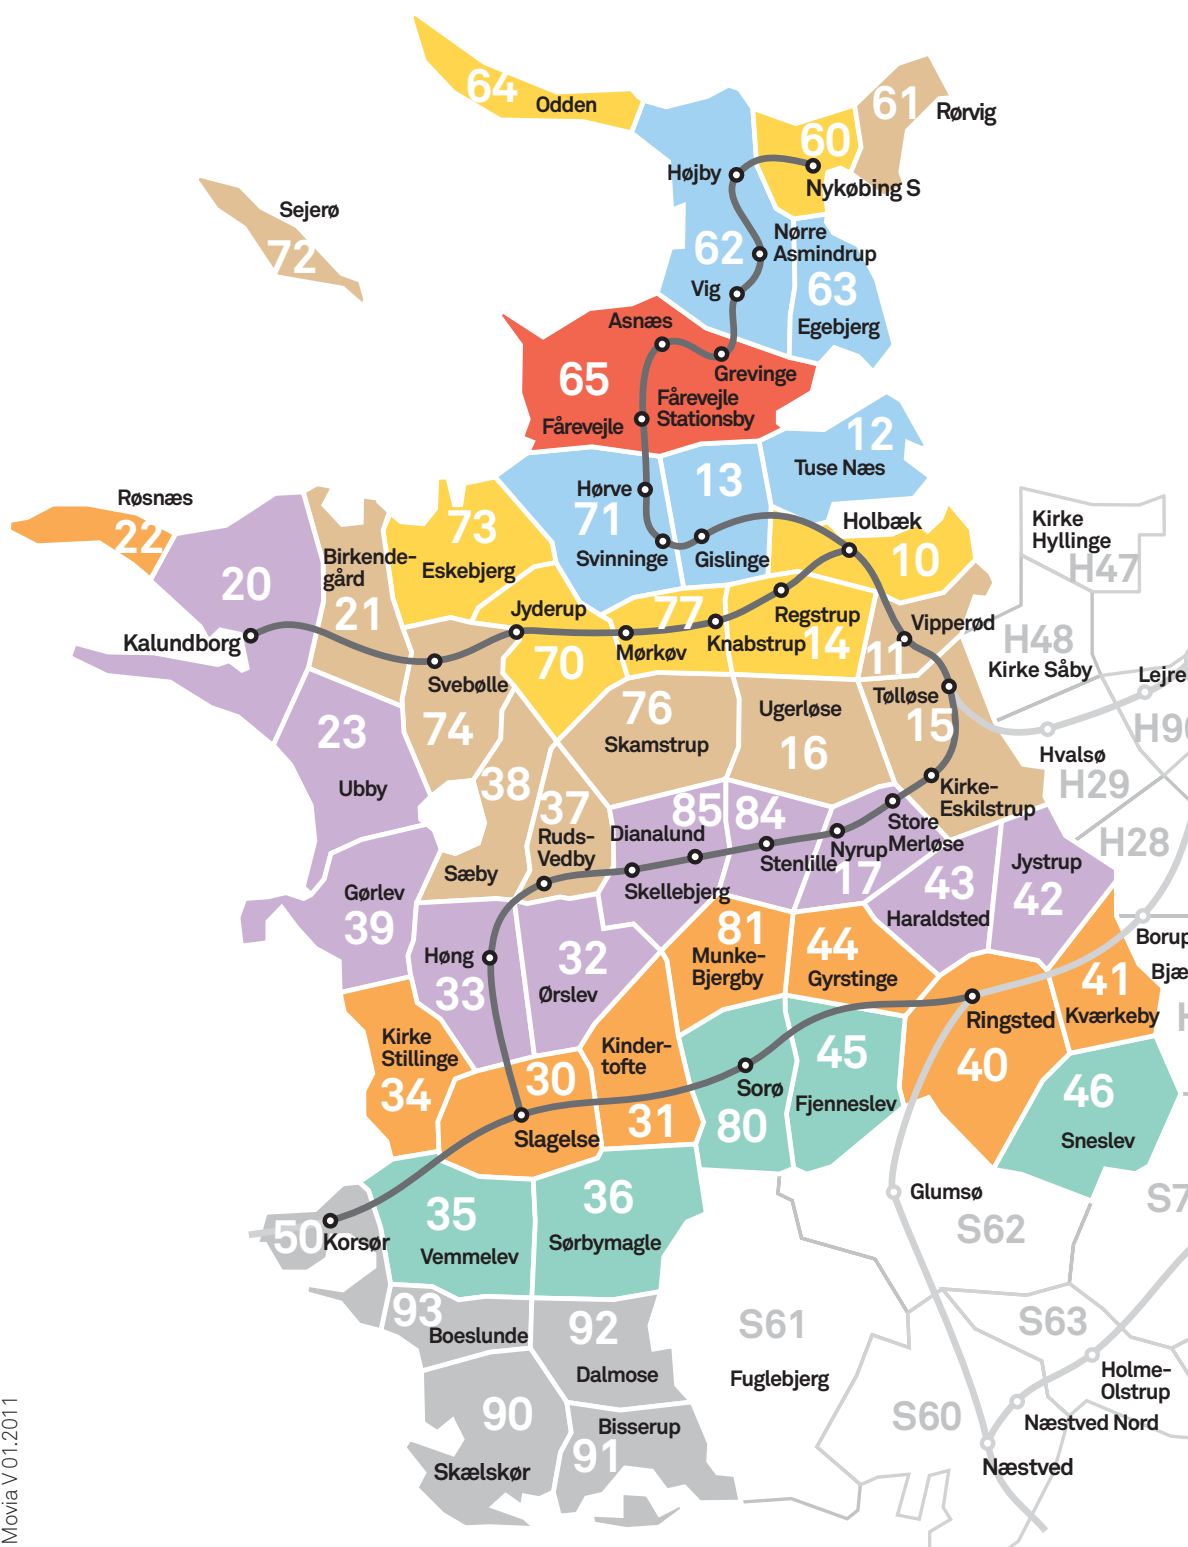 64
Odden
61
Rørvig
60
Nykøbing S
Højby
Sejerø
72
Nørre
Asmindrup
62
Vig
63
Egebjerg
Asnæs
65
Grevinge
Fårevejle
Stationsby
Fårevejle
12
Tuse Næs
13
Hørve
71
Svinninge
Gislinge
Røsnæs
22
20
Kalundborg
Birkende-
gård
21
73
Eskebjerg
Holbæk
10
Kirke
Hyllinge
H47
Jyderup
77
Regstrup
Vipperød
H48
Kirke Såby
Mørkøv
Knabstrup
14
11
70
Svebølle
Tølløse
15
Lejre
23
Ubby
74
76
Skamstrup
Ugerløse
16
H90
Hvalsø
H29
38
37
Kirke-
Eskilstrup
85
84
Dianalund
Ruds-
Vedby
Store
Merløse
Nyrup
Stenlille
H28
Jystrup
42
Sæby
Gørlev
39
Skellebjerg
17
43
Haraldsted
Høng
33
32
Ørslev
81
Munke-
Bjergby
44
Gyrstinge
Borup
41
Kværkeby
Ringsted
40
Kirke
Stillinge
34
Kinder-
tofte
30
31
Slagelse
Sorø
80
45
Fjenneslev
46
Sneslev
Glumsø
S62
50
Korsør
35
Vemmelev
36
Sørbymagle
93
Boeslunde
92
Dalmose
S61
Fuglebjerg
S63
Holme-
Olstrup
90
Skælskør
Bisserup
91
S60
Næstved Nord
Næstved
Movia V 01.2011